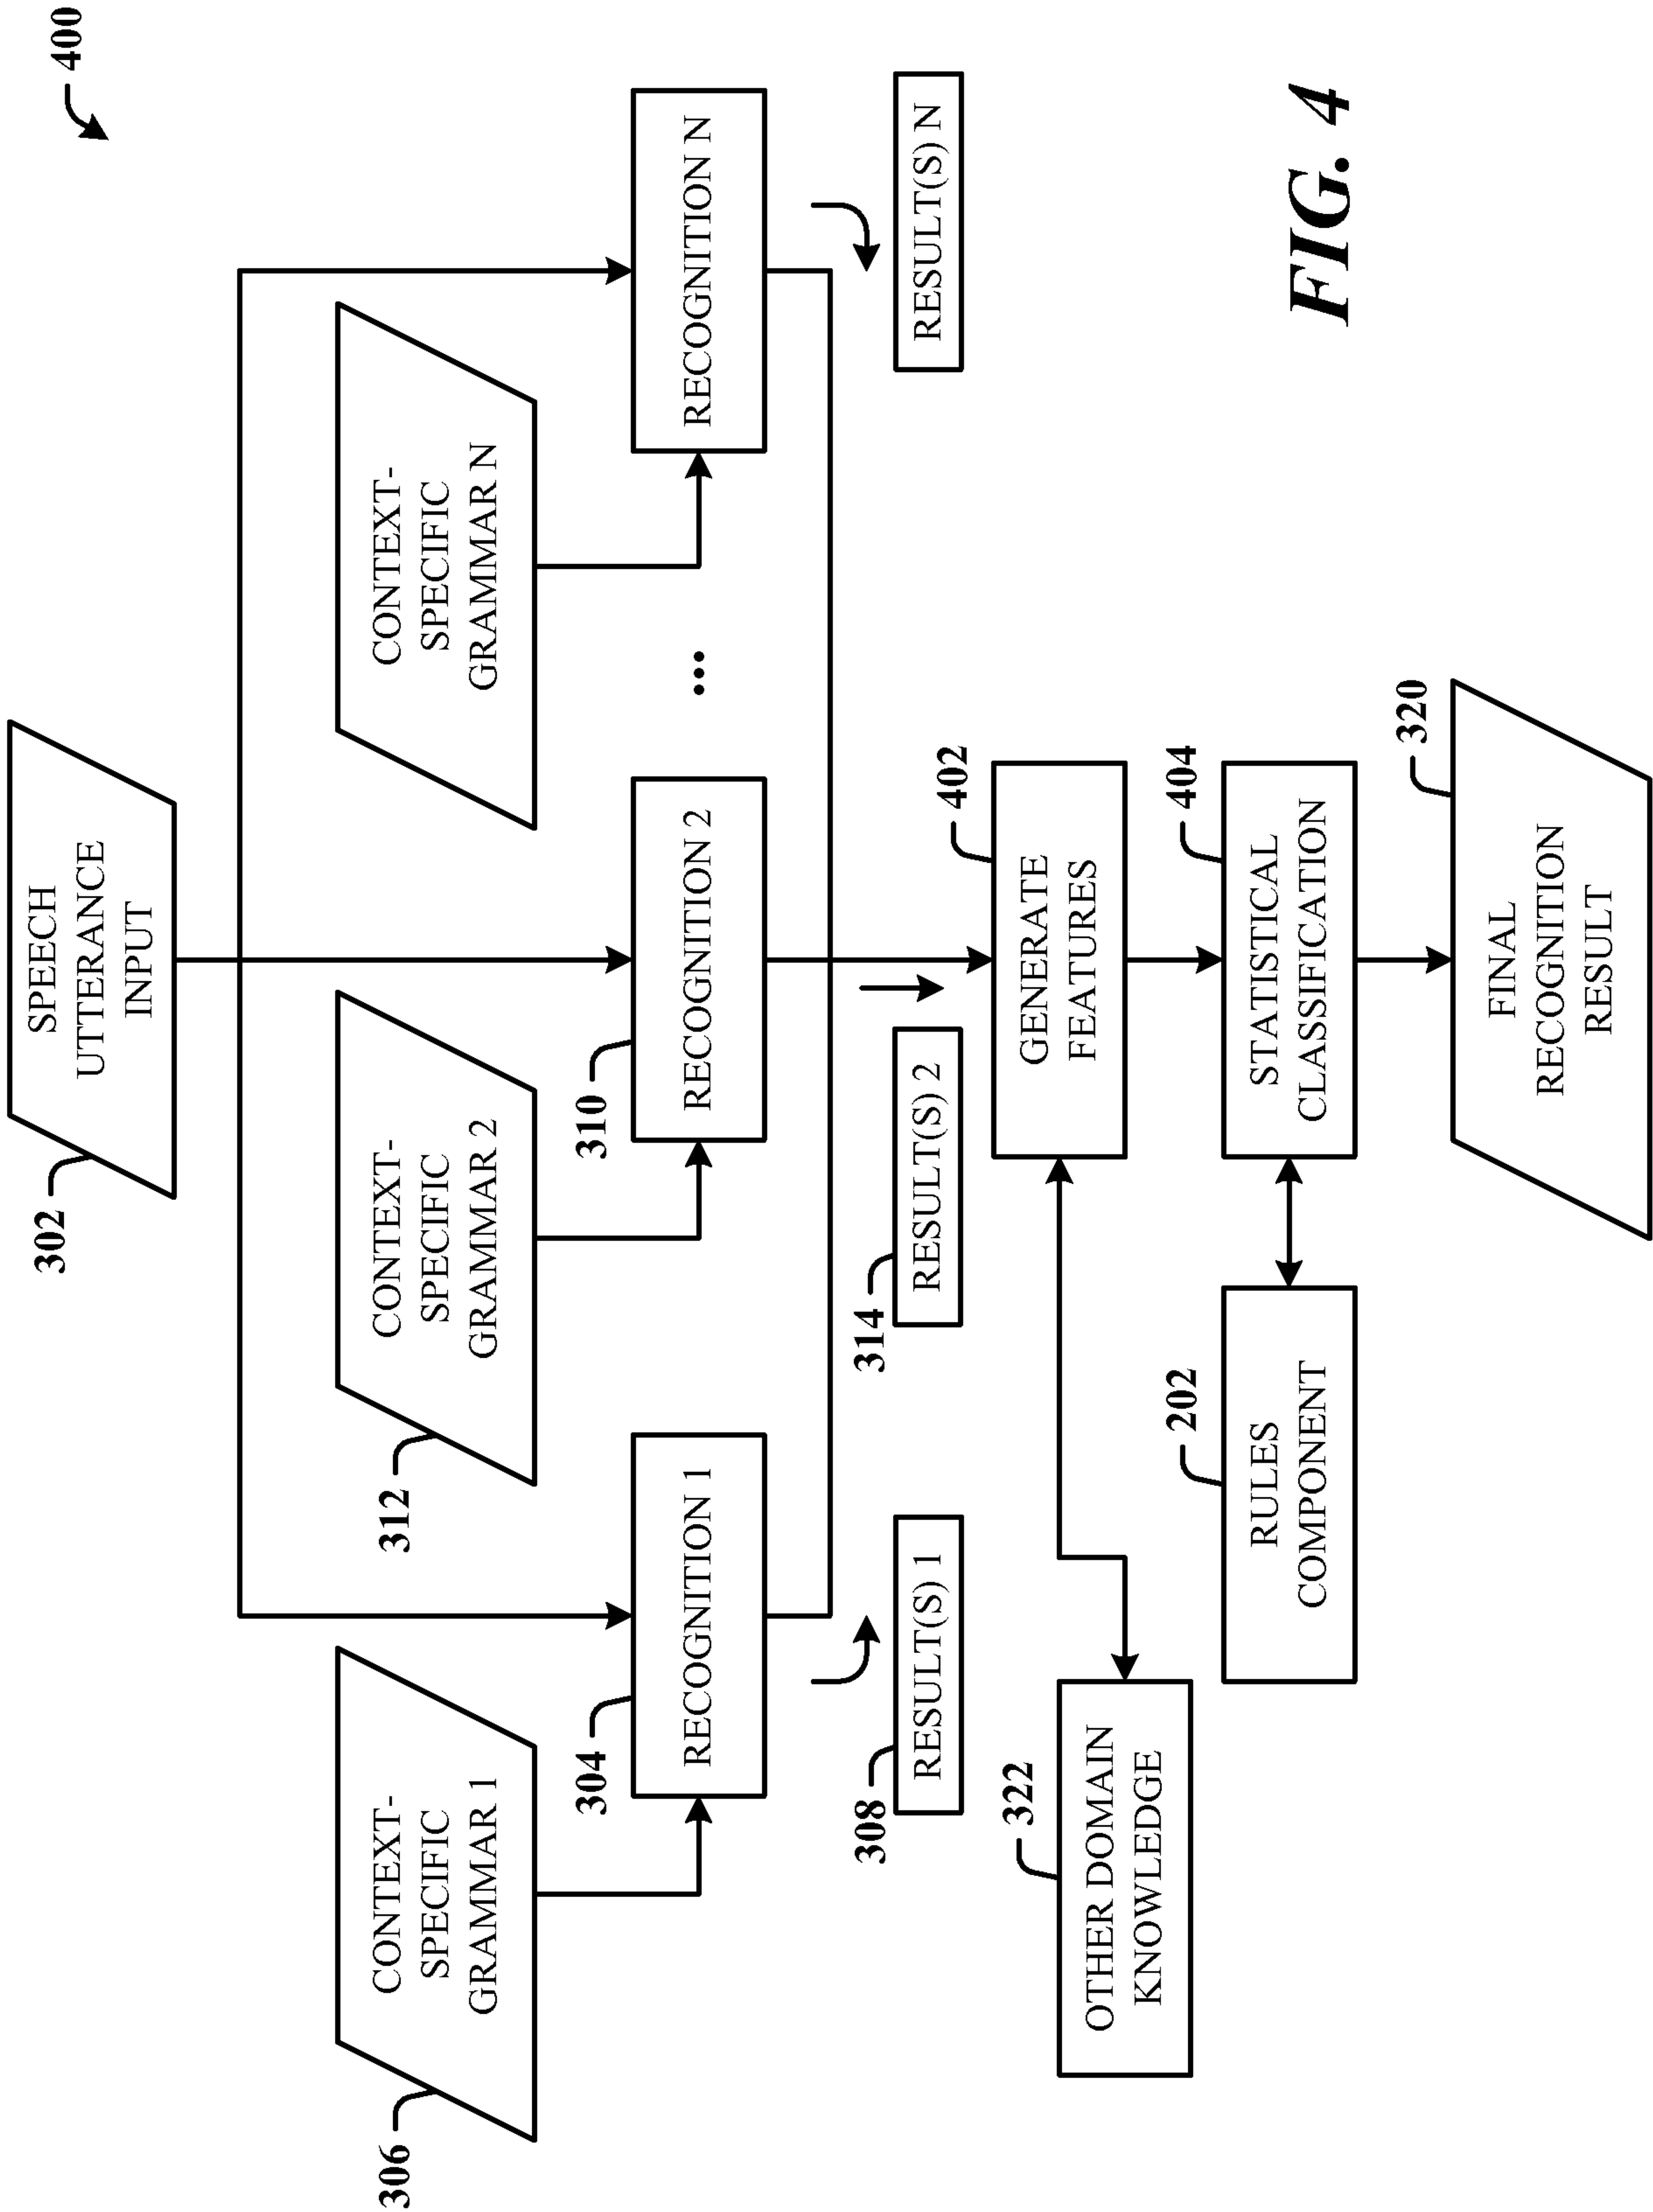 400
302
SPEECH
UTTERANCE
INPUT
306
CONTEXT-
SPECIFIC
GRAMMAR 1
312
CONTEXT-
SPECIFIC
GRAMMAR 2
CONTEXT-
SPECIFIC
GRAMMAR N
304
RECOGNITION 1
310
RECOGNITION 2
...
RECOGNITION N
308
RESULT(S) 1
314
RESULT(S) 2
RESULT(S) N
402
GENERATE
FEATURES
322
OTHER DOMAIN
KNOWLEDGE
202
RULES
COMPONENT
404
STATISTICAL
CLASSIFICATION
320
FINAL
RECOGNITION
RESULT
FIG. 4